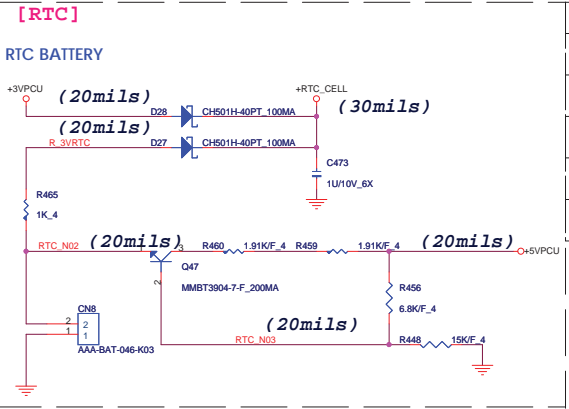 [RTC]
RTC BATTERY
+3VPCU
(20mils)
+RTC_CELL
(30mils)
D28
CH501H-40PT_100MA
(20mils)
R_3VRTC
D27
CH501H-40PT_100MA
C473
1U/10V_6X
R465
1K_4
RTC_N02
(20mils)
1
3
R460
1.91K/F_4
R459
1.91K/F_4
(20mils)
+5VPCU
Q47
MMBT3904-7-F_200MA
2
R456
6.8K/F_4
CN8
2
2
1
1
AAA-BAT-046-K03
(20mils)
RTC_N03
R448
15K/F_4